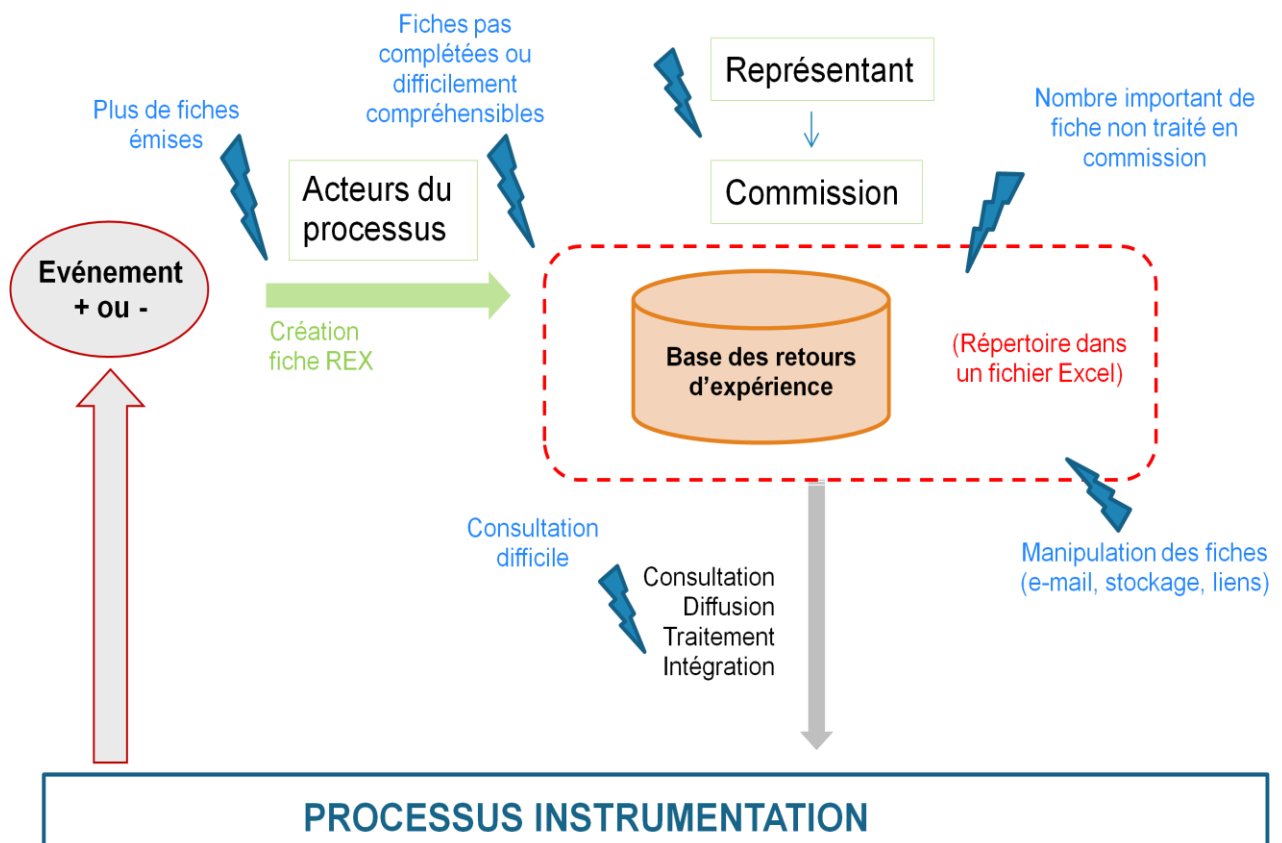 Fiches pas
complétées ou
difficilement
compréhensibles
Plus de fiches
émises
Représentant
Commission
Nombre important de
fiche non traité en
commission
Acteurs du
processus
Evénement
+ ou -
Création
fiche REX
Base des retours
d'expérience
(Répertoire dans
un fichier Excel)
Consultation
difficile
Consultation
Diffusion
Traitement
Intégration
Manipulation des fiches
(e-mail, stockage, liens)
PROCESSUS INSTRUMENTATION